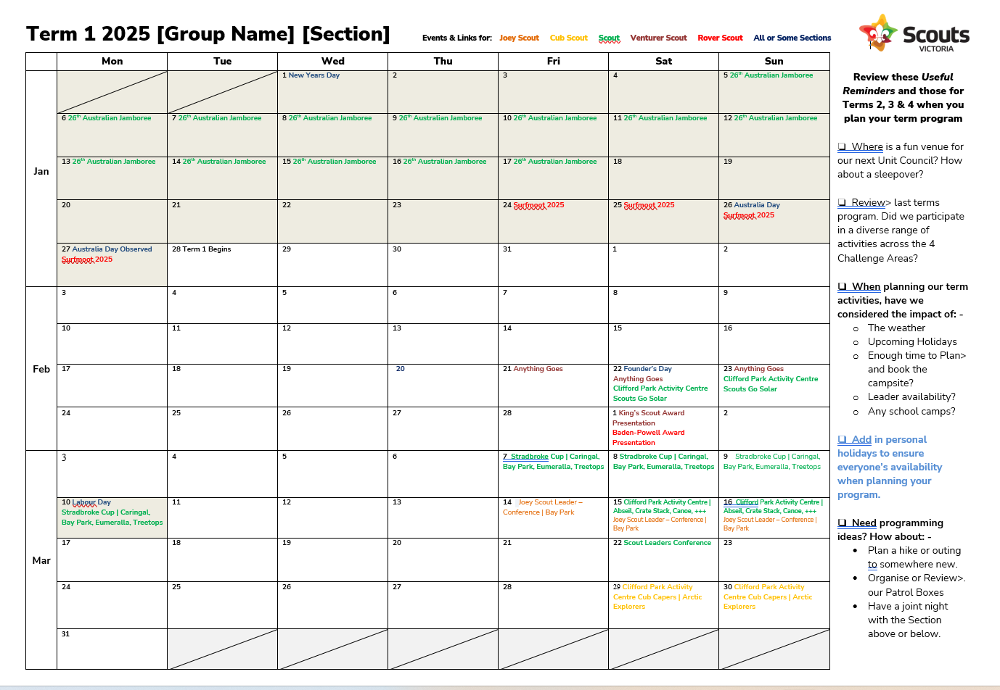 Term 1 2025 [Group Name] [Section]
Events & Links for: Joey Scout Cub Scout Scout Venturer Scout Rover Scout All or Some Sections
Scouts
VICTORIA
Mon Tue Wed Thu Fri Sat Sun
Jan
1 New Years Day
2
3
4
5 26th Australian Jamboree
6 26th Australian Jamboree
7 26th Australian Jamboree
8 26th Australian Jamboree
9 26th Australian Jamboree
10 26th Australian Jamboree
11 26th Australian Jamboree
12 26th Australian Jamboree
13 26th Australian Jamboree
14 26th Australian Jamboree
15 26th Australian Jamboree
16 26th Australian Jamboree
17 26th Australian Jamboree
18
19
20
21
22
23
24 Surfmoot 2025
25 Surfmoot 2025
26 Australia Day
Surfmoot 2025
27 Australia Day Observed
Surfmoot 2025
28 Term 1 Begins
29
30
31
1
2
Feb
3
4
5
6
7
8
9
10
11
12
13
14
15
16
17
18
19
20
21 Anything Goes
22 Founder's Day
Anything Goes
Clifford Park Activity Centre
Scouts Go Solar
23 Anything Goes
Clifford Park Activity Centre
Scouts Go Solar
24
25
26
27
28
1 King's Scout Award
Presentation
Baden-Powell Award
Presentation
2
Mar
3
4
5
6
7 Stradbroke Cup | Caringal,
Bay Park, Eumeralla, Treetops
8 Stradbroke Cup | Caringal,
Bay Park, Eumeralla, Treetops
9 Stradbroke Cup | Caringal,
Bay Park, Eumeralla, Treetops
10 Labour Day
Stradbroke Cup | Caringal,
Bay Park, Eumeralla, Treetops
11
12
13
14 Joey Scout Leader –
Conference | Bay Park
15 Clifford Park Activity Centre |
Abseil, Crate Stack, Canoe, +++
Joey Scout Leader – Conference |
Bay Park
16 Clifford Park Activity Centre |
Abseil, Crate Stack, Canoe, +++
Joey Scout Leader – Conference |
Bay Park
17
18
19
20
21
22 Scout Leaders Conference
23
24
25
26
27
28
29 Clifford Park Activity
Centre Cub Capers | Arctic
Explorers
30 Clifford Park Activity
Centre Cub Capers | Arctic
Explorers
31
Review these Useful
Reminders and those for
Terms 2, 3 & 4 when you
plan your term program
❏ Where is a fun venue for
our next Unit Council? How
about a sleepover?
❏ Review> last terms
program. Did we participate
in a diverse range of
activities across the 4
Challenge Areas?
❏ When planning our term
activities, have we
considered the impact of: -
o The weather
o Upcoming Holidays
o Enough time to Plan>
and book the
campsite?
o Leader availability?
o Any school camps?
❏ Add in personal
holidays to ensure
everyone's availability
when planning your
program.
❏ Need programming
ideas? How about: -
• Plan a hike or outing
to somewhere new.
• Organise or Review>.
our Patrol Boxes
• Have a joint night
with the Section
above or below.